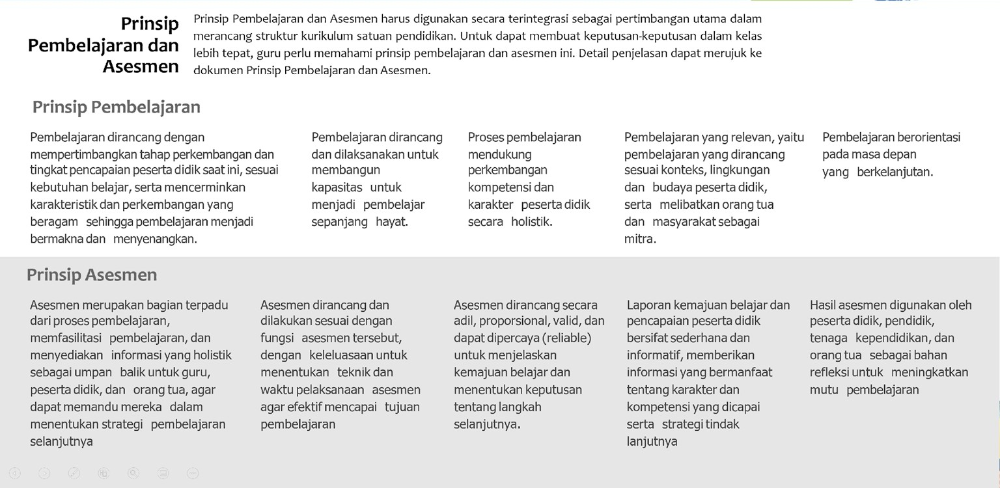 Prinsip
Pembelajaran dan
Asesmen
Prinsip Pembelajaran dan Asesmen harus digunakan secara terintegrasi sebagai pertimbangan utama dalam
merancang struktur kurikulum satuan pendidikan. Untuk dapat membuat keputusan-keputusan dalam kelas
lebih tepat, guru perlu memahami prinsip pembelajaran dan asesmen ini. Detail penjelasan dapat merujuk ke
dokumen Prinsip Pembelajaran dan Asesmen.
Prinsip Pembelajaran
Pembelajaran dirancang dengan
mempertimbangkan tahap perkembangan dan
tingkat pencapaian peserta didik saat ini, sesuai
kebutuhan belajar, serta mencerminkan
karakteristik dan perkembangan yang
beragam sehingga pembelajaran menjadi
bermakna dan menyenangkan.
Pembelajaran dirancang
dan dilaksanakan untuk
membangun
kapasitas untuk
menjadi pembelajar
sepanjang hayat.
Proses pembelajaran
mendukung
perkembangan
kompetensi dan
karakter peserta didik
secara holistik.
Pembelajaran yang relevan, yaitu
pembelajaran yang dirancang
sesuai konteks, lingkungan
dan budaya peserta didik,
serta melibatkan orang tua
dan masyarakat sebagai
mitra.
Pembelajaran berorientasi
pada masa depan
yang berkelanjutan.
Prinsip Asesmen
Asesmen merupakan bagian terpadu
dari proses pembelajaran,
memfasilitasi pembelajaran, dan
menyediakan informasi yang holistik
sebagai umpan balik untuk guru,
peserta didik, dan orang tua, agar
dapat memandu mereka dalam
menentukan strategi pembelajaran
selanjutnya
Asesmen dirancang dan
dilakukan sesuai dengan
fungsi asesmen tersebut,
dengan keleluasaan untuk
menentukan teknik dan
waktu pelaksanaan asesmen
agar efektif mencapai tujuan
pembelajaran
Asesmen dirancang secara
adil, proporsional, valid, dan
dapat dipercaya (reliable)
untuk menjelaskan
kemajuan belajar dan
menentukan keputusan
tentang langkah
selanjutnya.
Laporan kemajuan belajar dan
pencapaian peserta didik
bersifat sederhana dan
informatif, memberikan
informasi yang bermanfaat
tentang karakter dan
kompetensi yang dicapai
serta strategi tindak
lanjutnya
Hasil asesmen digunakan oleh
peserta didik, pendidik,
tenaga kependidikan, dan
orang tua sebagai bahan
refleksi untuk meningkatkan
mutu pembelajaran